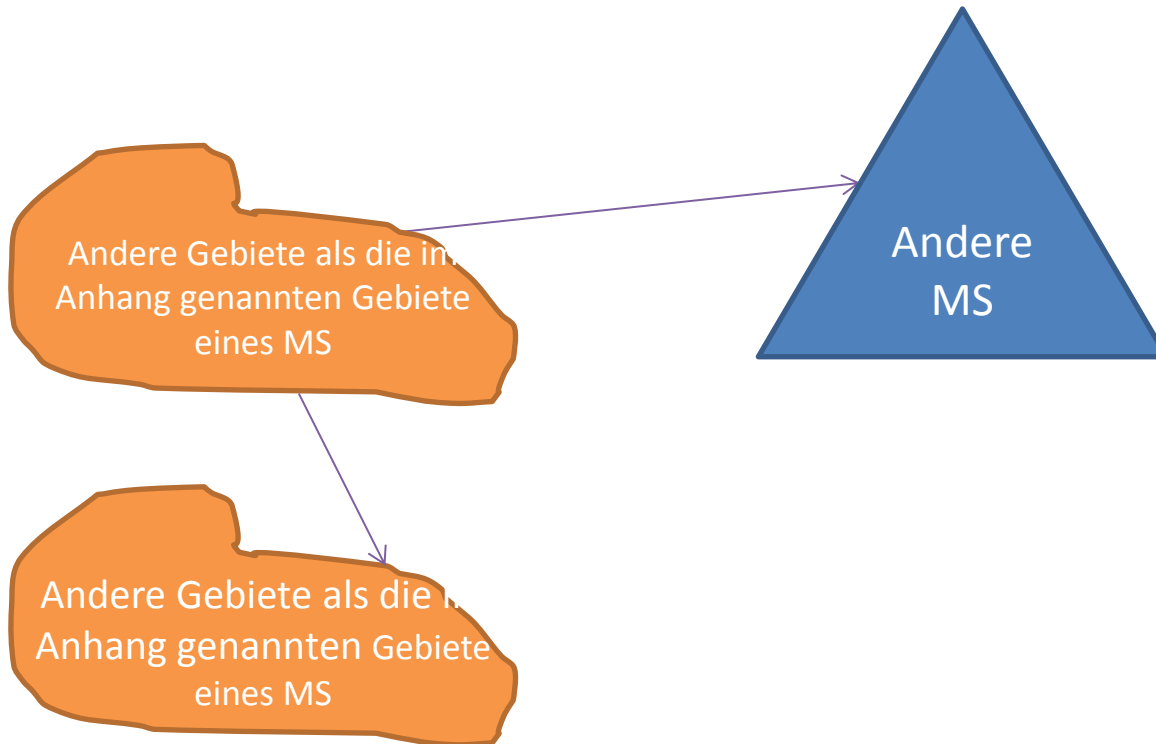 Andere Gebiete als die im
Anhang genannten Gebiete
eines MS
Andere
MS
Andere Gebiete als die
Anhang genannten Gebiete
eines MS